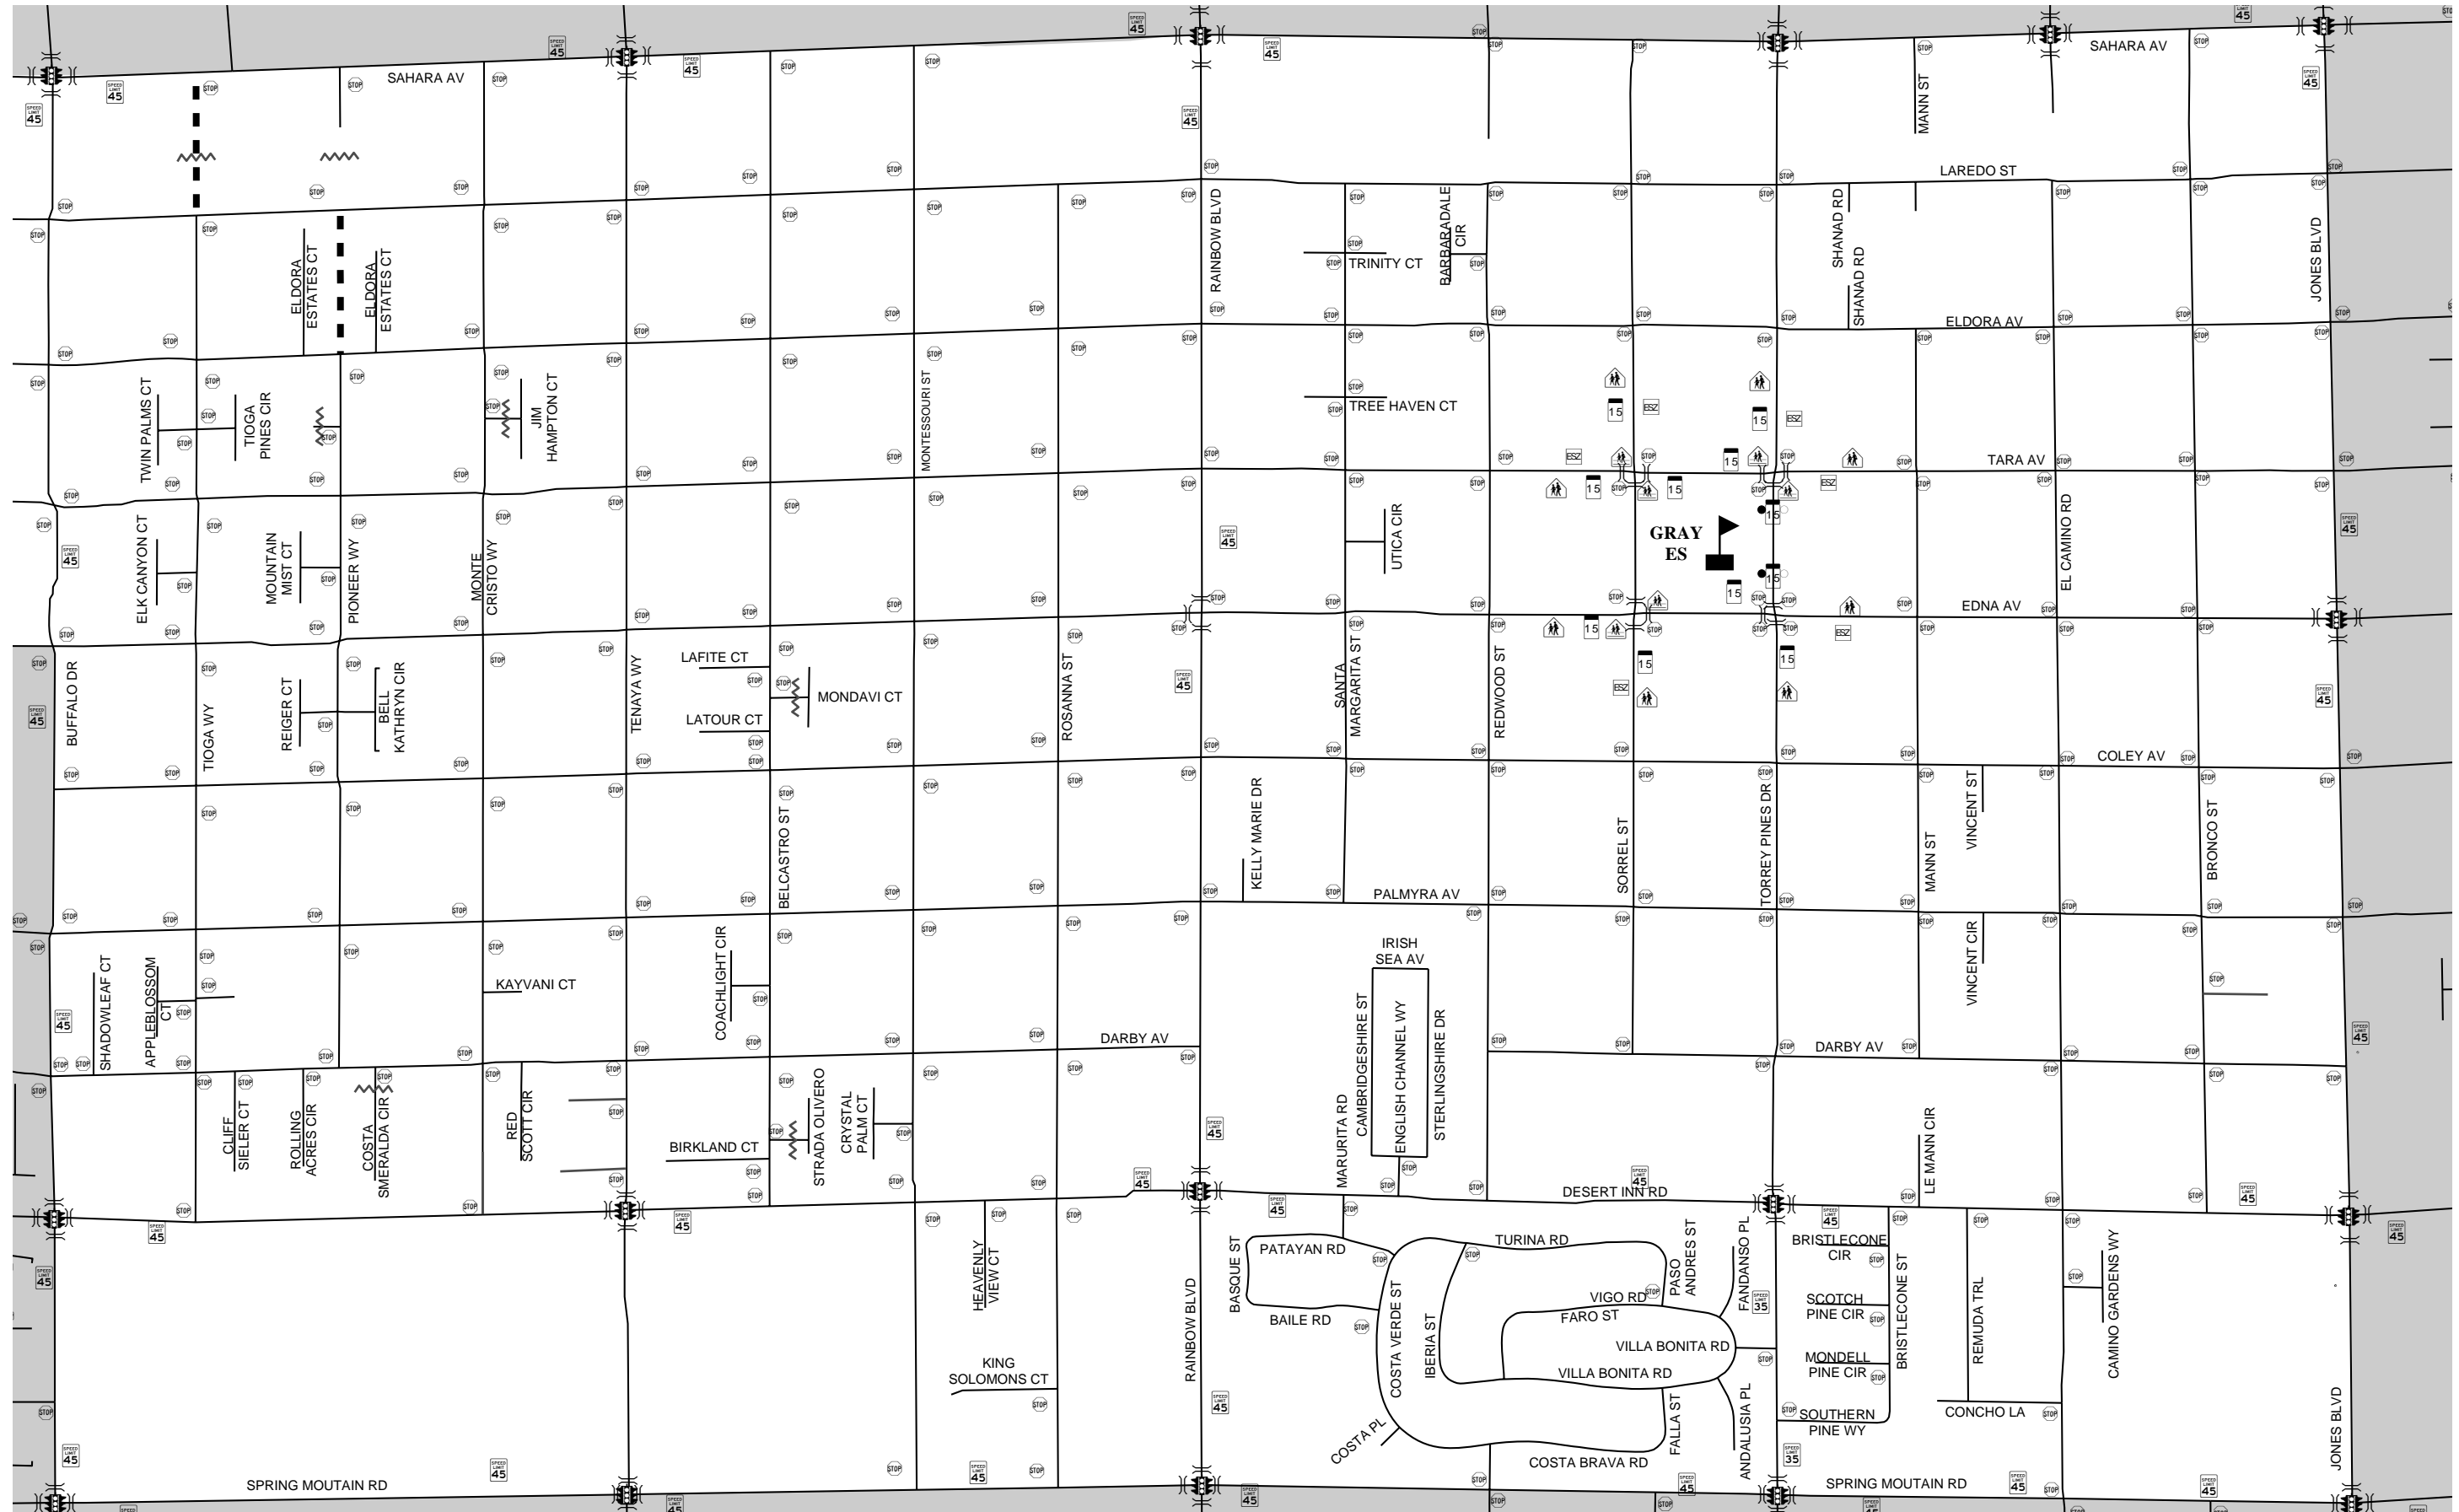 SAHARA AV
SAHARA AV
MANN ST
LAREDO ST
SPEED LIMIT 45
STOP
RAINBOW BLVD
BARBARADALE
CIR
SHANAD RD
SHANAD RD
JONES BLVD
ELDORA
ESTATES CT
ELDORA
ESTATES CT
TRINITY CT
ELDORA AV
TWIN PALMS CT
TIOGA
PINES CIR
JIM
HAMPTON CT
MONTESSOURI ST
TREE HAVEN CT
TARA AV
ESZ
15
ELK CANYON CT
MOUNTAIN
MIST CT
PIONEER WY
MONTE
CRISTO WY
UTICA CIR
GRAY
ES
EL CAMINO RD
EDNA AV
BUFFALO DR
TIOGA WY
REIGER CT
BELL
KATHRYN CIR
TENAYA WY
LAFITE CT
MONDAVI CT
LATOUR CT
ROSANNA ST
SANTA
MARGARITA ST
REDWOOD ST
COLEY AV
BELCASTRO ST
KELLY MARIE DR
PALMYRA AV
SORREL ST
TORREY PINES DR
MANN ST
VINCENT ST
BRONCO ST
SHADOWLEAF CT
APPLEBLOSSOM
CT
KAYVANI CT
COACHLIGHT CIR
DARBY AV
IRISH
SEA AV
CAMBRIDGESHIRE ST
ENGLISH CHANNEL WY
STERLINGSHIRE DR
VINCENT CIR
DARBY AV
CLIFF
SIELER CT
ROLLING
ACRES CIR
COSTA
SMERALDA CIR
RED
SCOTT CIR
BIRKLAND CT
STRADA OLIVERO
CRYSTAL
PALM CT
MARURITA RD
LE MANN CIR
DESERT INN RD
HEAVENLY
VIEW CT
KING
SOLOMONS CT
RAINBOW BLVD
BASQUE ST
PATAYAN RD
BAILE RD
COSTA VERDE ST
IBERIA ST
TURINA RD
PASO
ANDRES ST
FANDANSO PL
VIGO RD
FARO ST
VILLA BONITA RD
VILLA BONITA RD
SPEED LIMIT 35
BRISTLECONE
CIR
SCOTCH
PINE CIR
MONDELL
PINE CIR
SOUTHERN
PINE WY
BRISTLECONE ST
REMUDA TRL
CONCHO LA
CAMINO GARDENS WY
JONES BLVD
COSTA PL
FALLA ST
ANDALUSIA PL
COSTA BRAVA RD
SPRING MOUTAIN RD
SPRING MOUTAIN RD